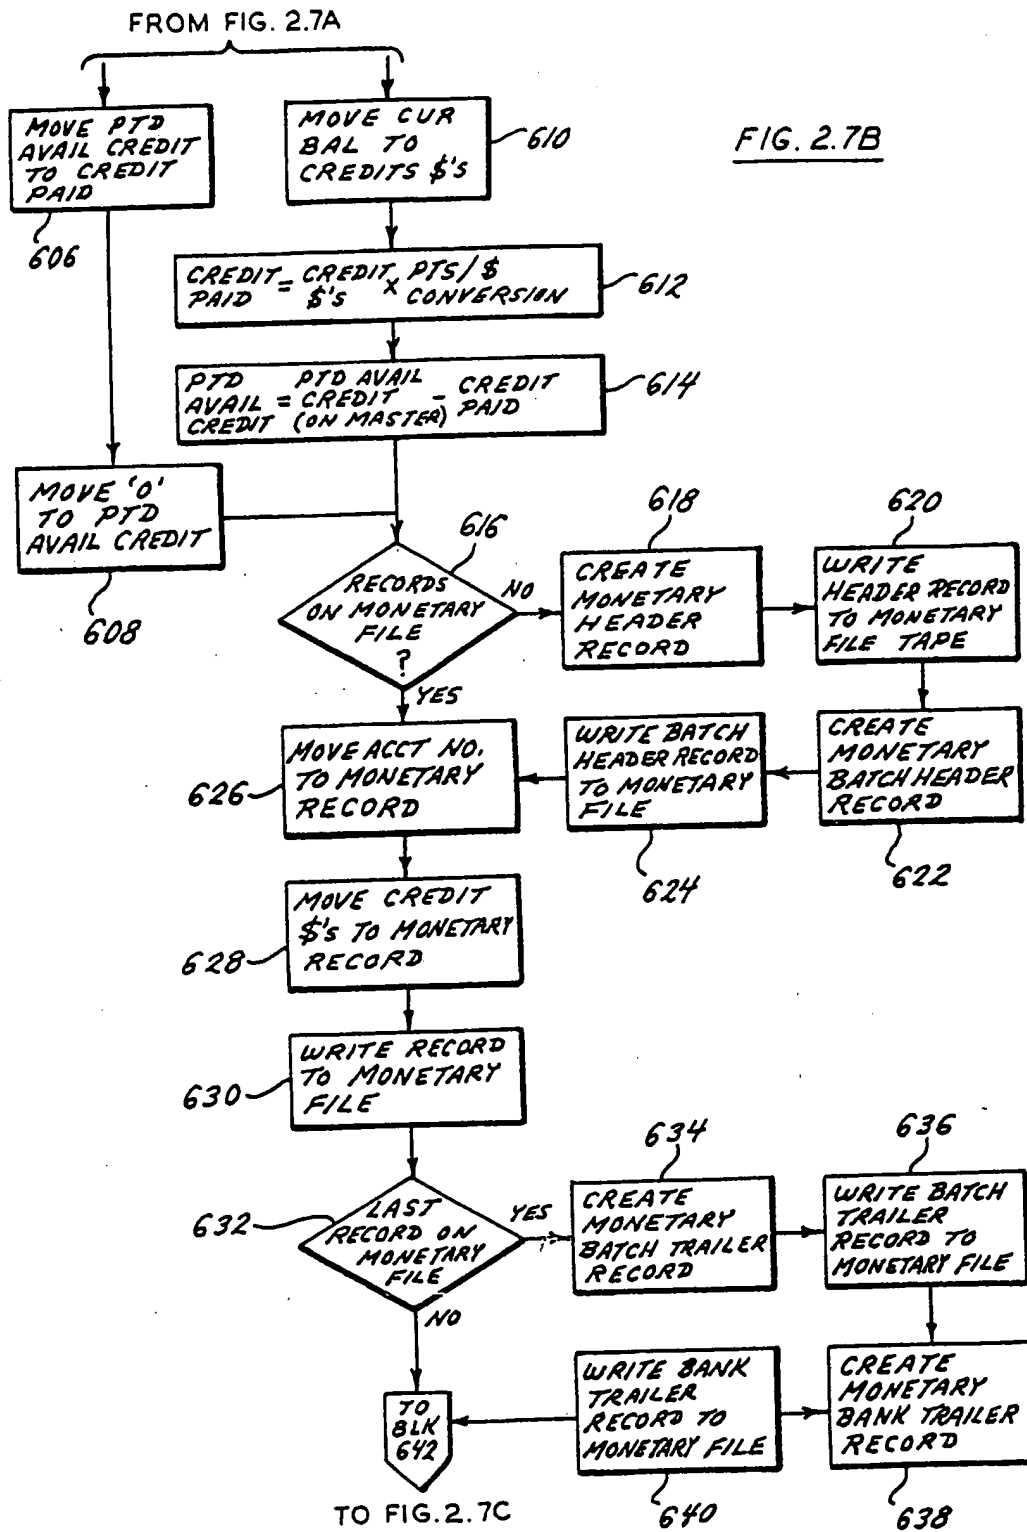 FROM FIG. 2.7A
MOVE PTD
AVAIL CREDIT
TO CREDIT
PAID
606
MOVE CUR
BAL TO
CREDITS $'s
610
FIG. 2.7B
CREDIT = CREDIT × PTS/$
PAID $'s CONVERSION
612
PTD PTD AVAIL
AVAIL = CREDIT - CREDIT
CREDIT (ON MASTER) PAID
614
MOVE 'O'
TO PTD
AVAIL CREDIT
608
RECORDS
ON MONETARY
FILE
?
616
NO
YES
CREATE
MONETARY
HEADER
RECORD
618
WRITE
HEADER RECORD
TO MONETARY
FILE TAPE
620
MOVE ACCT NO.
TO MONETARY
RECORD
626
WRITE BATCH
HEADER RECORD
TO MONETARY
FILE
624
CREATE
MONETARY
BATCH HEADER
RECORD
622
MOVE CREDIT
$'s TO MONETARY
RECORD
628
WRITE RECORD
TO MONETARY
FILE
630
LAST
RECORD ON
MONETARY
FILE
632
YES
NO
CREATE
MONETARY
BATCH TRAILER
RECORD
634
WRITE BATCH
TRAILER
RECORD TO
MONETARY FILE
636
TO
BLK
642
TO FIG. 2.7C
WRITE BANK
TRAILER
RECORD TO
MONETARY FILE
640
CREATE
MONETARY
BANK TRAILER
RECORD
638